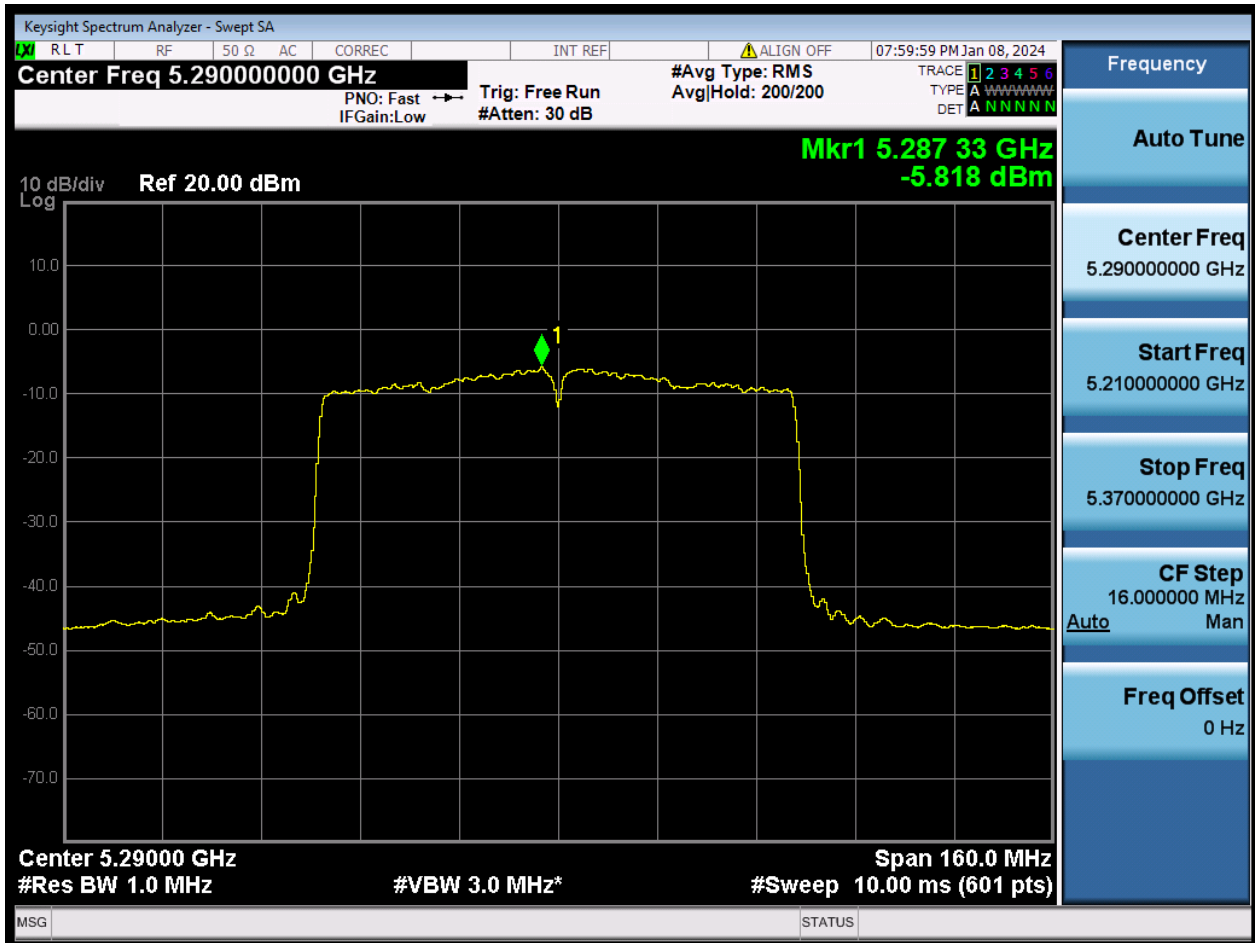 Keysight Spectrum Analyzer - Swept SA
LXI RLT RF 50 Ω AC CORREC INT REF ALIGN OFF 07:59:59 PM Jan 08, 2024
Center Freq 5.290000000 GHz
PNO: Fast
IFGain:Low
Trig: Free Run
#Atten: 30 dB
#Avg Type: RMS
Avg|Hold: 200/200
TRACE 1 2 3 4 5 6
TYPE A WWWWW
DET A N N N N N
Mkr1 5.287 33 GHz
-5.818 dBm
10 dB/div Ref 20.00 dBm
Log
10.0
0.00
-10.0
-20.0
-30.0
-40.0
-50.0
-60.0
-70.0
1
Center 5.29000 GHz Span 160.0 MHz
#Res BW 1.0 MHz #VBW 3.0 MHz* #Sweep 10.00 ms (601 pts)
MSG STATUS
Frequency
Auto Tune
Center Freq
5.290000000 GHz
Start Freq
5.210000000 GHz
Stop Freq
5.370000000 GHz
CF Step
16.000000 MHz
Auto Man
Freq Offset
0 Hz